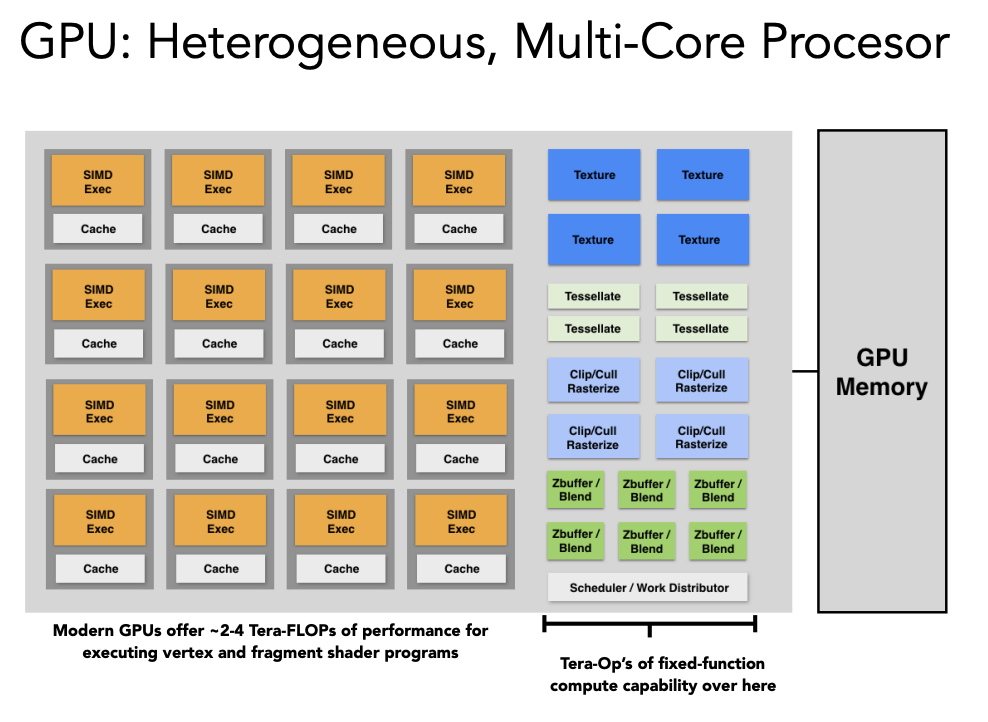 GPU: Heterogeneous, Multi-Core Procesor
SIMD
Exec
Cache
SIMD
Exec
Cache
SIMD
Exec
Cache
SIMD
Exec
Cache
SIMD
Exec
Cache
SIMD
Exec
Cache
SIMD
Exec
Cache
SIMD
Exec
Cache
SIMD
Exec
Cache
SIMD
Exec
Cache
SIMD
Exec
Cache
SIMD
Exec
Cache
SIMD
Exec
Cache
SIMD
Exec
Cache
SIMD
Exec
Cache
SIMD
Exec
Cache
Texture
Texture
Texture
Texture
Tessellate
Tessellate
Tessellate
Tessellate
Clip/Cull
Rasterize
Clip/Cull
Rasterize
Clip/Cull
Rasterize
Clip/Cull
Rasterize
Zbuffer /
Blend
Zbuffer /
Blend
Zbuffer /
Blend
Zbuffer /
Blend
Zbuffer /
Blend
Zbuffer /
Blend
Scheduler / Work Distributor
GPU
Memory
Modern GPUs offer ~2-4 Tera-FLOPs of performance for
executing vertex and fragment shader programs
Tera-Op's of fixed-function
compute capability over here